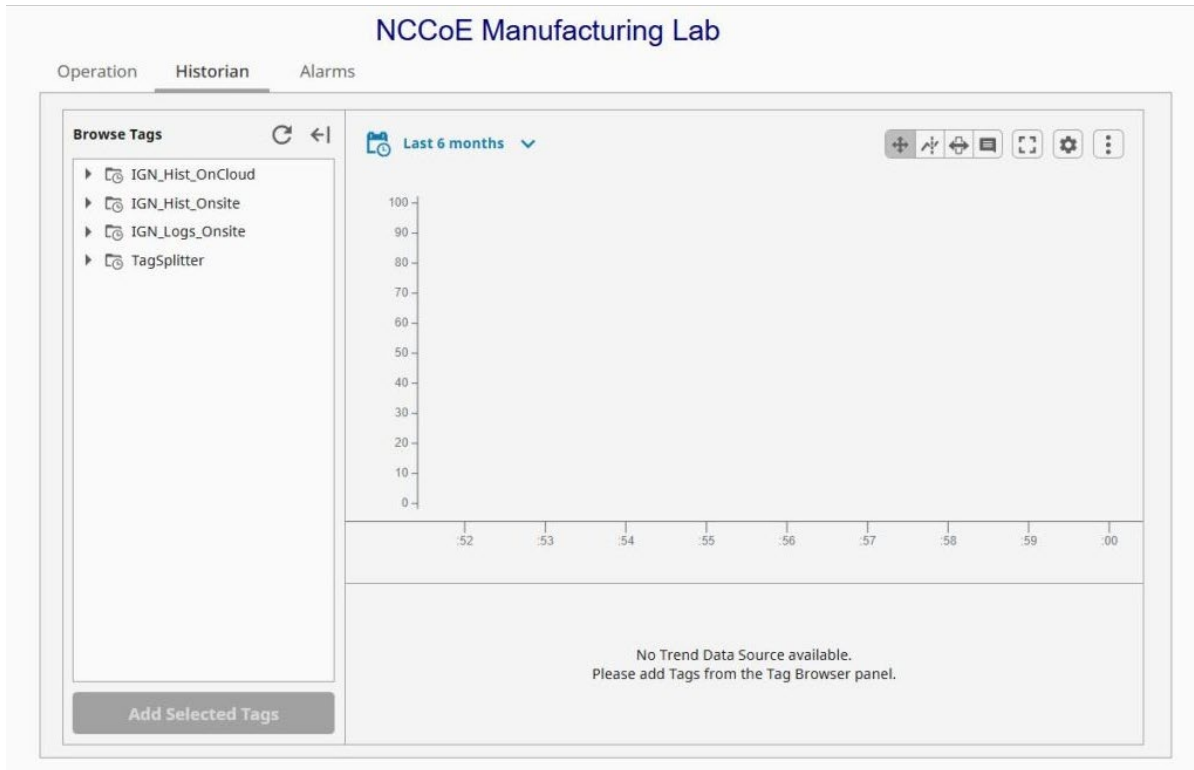 NCCoE Manufacturing Lab
Operation Historian Alarms
Browse Tags
IGN_Hist_OnCloud
IGN_Hist_Onsite
IGN_Logs_Onsite
TagSplitter
Add Selected Tags
Last 6 months
100
90
80
70
60
50
40
30
20
10
0
:52 :53 :54 :55 :56 :57 :58 :59 :00
No Trend Data Source available.
Please add Tags from the Tag Browser panel.